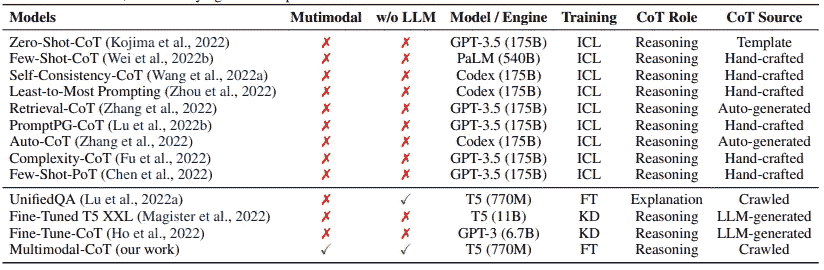 Models Mutimodal w/o LLM Model / Engine Training CoT Role CoT Source
Zero-Shot-CoT (Kojima et al., 2022) ✗ ✗ GPT-3.5 (175B) ICL Reasoning Template
Few-Shot-CoT (Wei et al., 2022b) ✗ ✗ PaLM (540B) ICL Reasoning Hand-crafted
Self-Consistency-CoT (Wang et al., 2022a) ✗ ✗ Codex (175B) ICL Reasoning Hand-crafted
Least-to-Most Prompting (Zhou et al., 2022) ✗ ✗ Codex (175B) ICL Reasoning Hand-crafted
Retrieval-CoT (Zhang et al., 2022) ✗ ✗ GPT-3.5 (175B) ICL Reasoning Auto-generated
PromptPG-CoT (Lu et al., 2022b) ✗ ✗ GPT-3.5 (175B) ICL Reasoning Hand-crafted
Auto-CoT (Zhang et al., 2022) ✗ ✗ Codex (175B) ICL Reasoning Auto-generated
Complexity-CoT (Fu et al., 2022) ✗ ✗ GPT-3.5 (175B) ICL Reasoning Hand-crafted
Few-Shot-PoT (Chen et al., 2022) ✗ ✗ GPT-3.5 (175B) ICL Reasoning Hand-crafted
UnifiedQA (Lu et al., 2022a) ✗ ✓ T5 (770M) FT Explanation Crawled
Fine-Tuned T5 XXL (Magister et al., 2022) ✗ ✗ T5 (11B) KD Reasoning LLM-generated
Fine-Tune-CoT (Ho et al., 2022) ✗ ✗ GPT-3 (6.7B) KD Reasoning LLM-generated
Multimodal-CoT (our work) ✓ ✓ T5 (770M) FT Reasoning Crawled